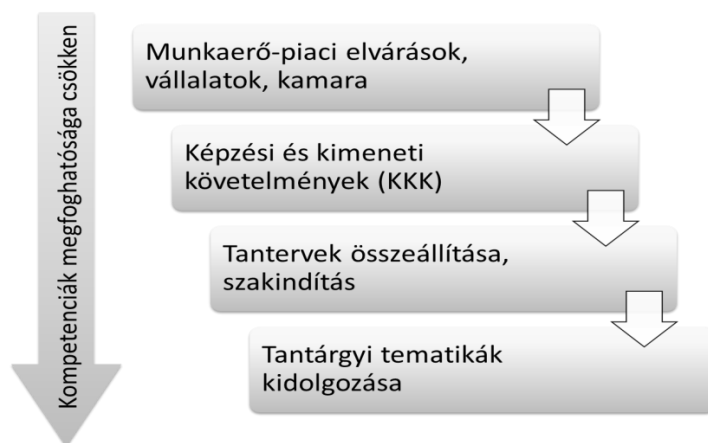 Kompetenciák megfoghatósága csökken
Munkaerő-piaci elvárások,
vállalatok, kamara
Képzési és kimeneti
követelmények (KKK)
Tantervek összeállítása,
szakindítás
Tantárgyi tematikák
kidolgozása